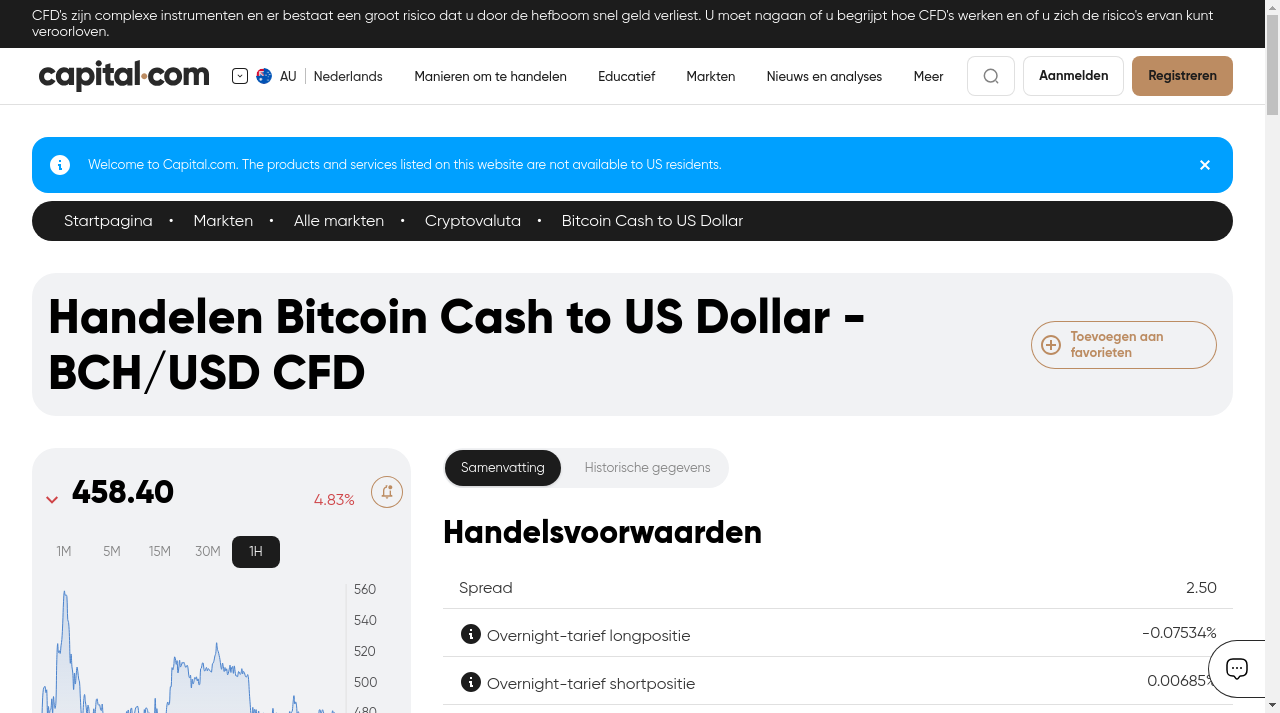 CFD's zijn complexe instrumenten en er bestaat een groot risico dat u door de hefboom snel geld verliest. U moet nagaan of u begrijpt hoe CFD's werken en of u zich de risico's ervan kunt
veroorloven.
capital.com AU Nederlands Manieren om te handelen Educatief Markten Nieuws en analyses Meer Aanmelden Registreren
Welcome to Capital.com. The products and services listed on this website are not available to US residents.
Startpagina • Markten • Alle markten • Cryptovaluta • Bitcoin Cash to US Dollar
Handelen Bitcoin Cash to US Dollar -
BCH/USD CFD
Toevoegen aan
favorieten
458.40 4.83%
1M 5M 15M 30M 1H
560
540
520
500
480
Samenvatting Historische gegevens
Handelsvoorwaarden
Spread 2.50
Overnight-tarief longpositie -0.07534%
Overnight-tarief shortpositie 0.00685%